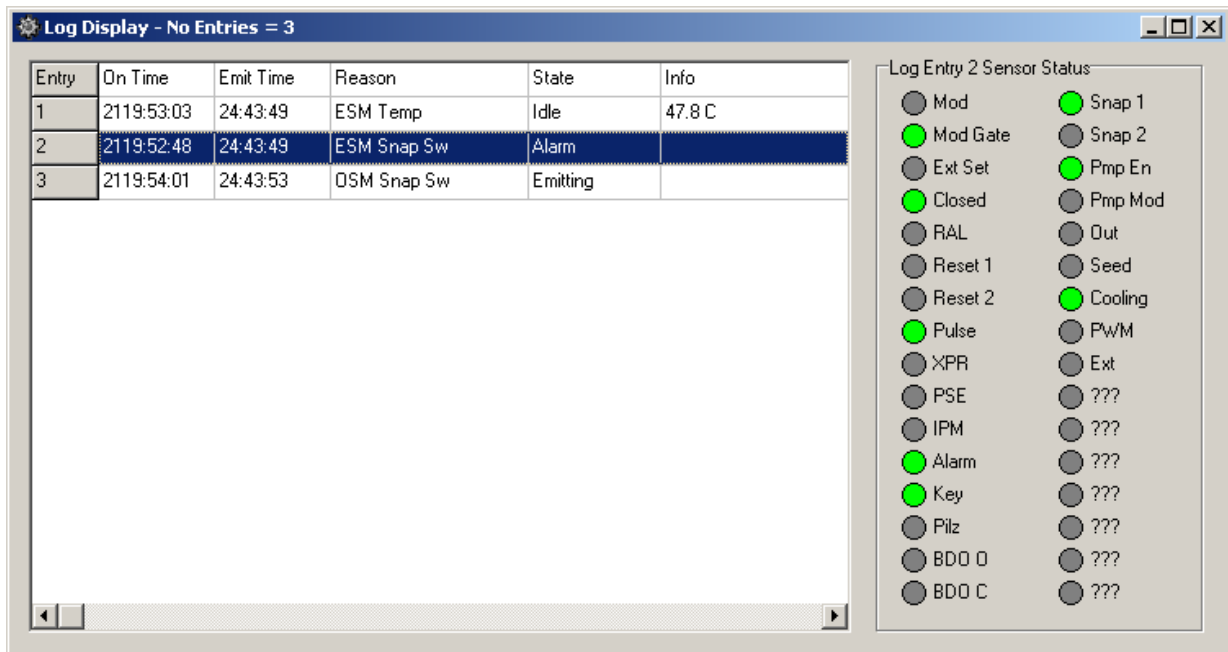 Log Display - No Entries = 3
Entry On Time Emit Time Reason State Info
1 2119:53:03 24:43:49 ESM Temp Idle 47.8 C
2 2119:52:48 24:43:49 ESM Snap Sw Alarm
3 2119:54:01 24:43:53 OSM Snap Sw Emitting
Log Entry 2 Sensor Status
Mod Snap 1
Mod Gate Snap 2
Ext Set Pmp En
Closed Pmp Mod
RAL Out
Reset 1 Seed
Reset 2 Cooling
Pulse PWM
XPR Ext
PSE ???
IPM ???
Alarm ???
Key ???
Pilz ???
BDO O ???
BDO C ???